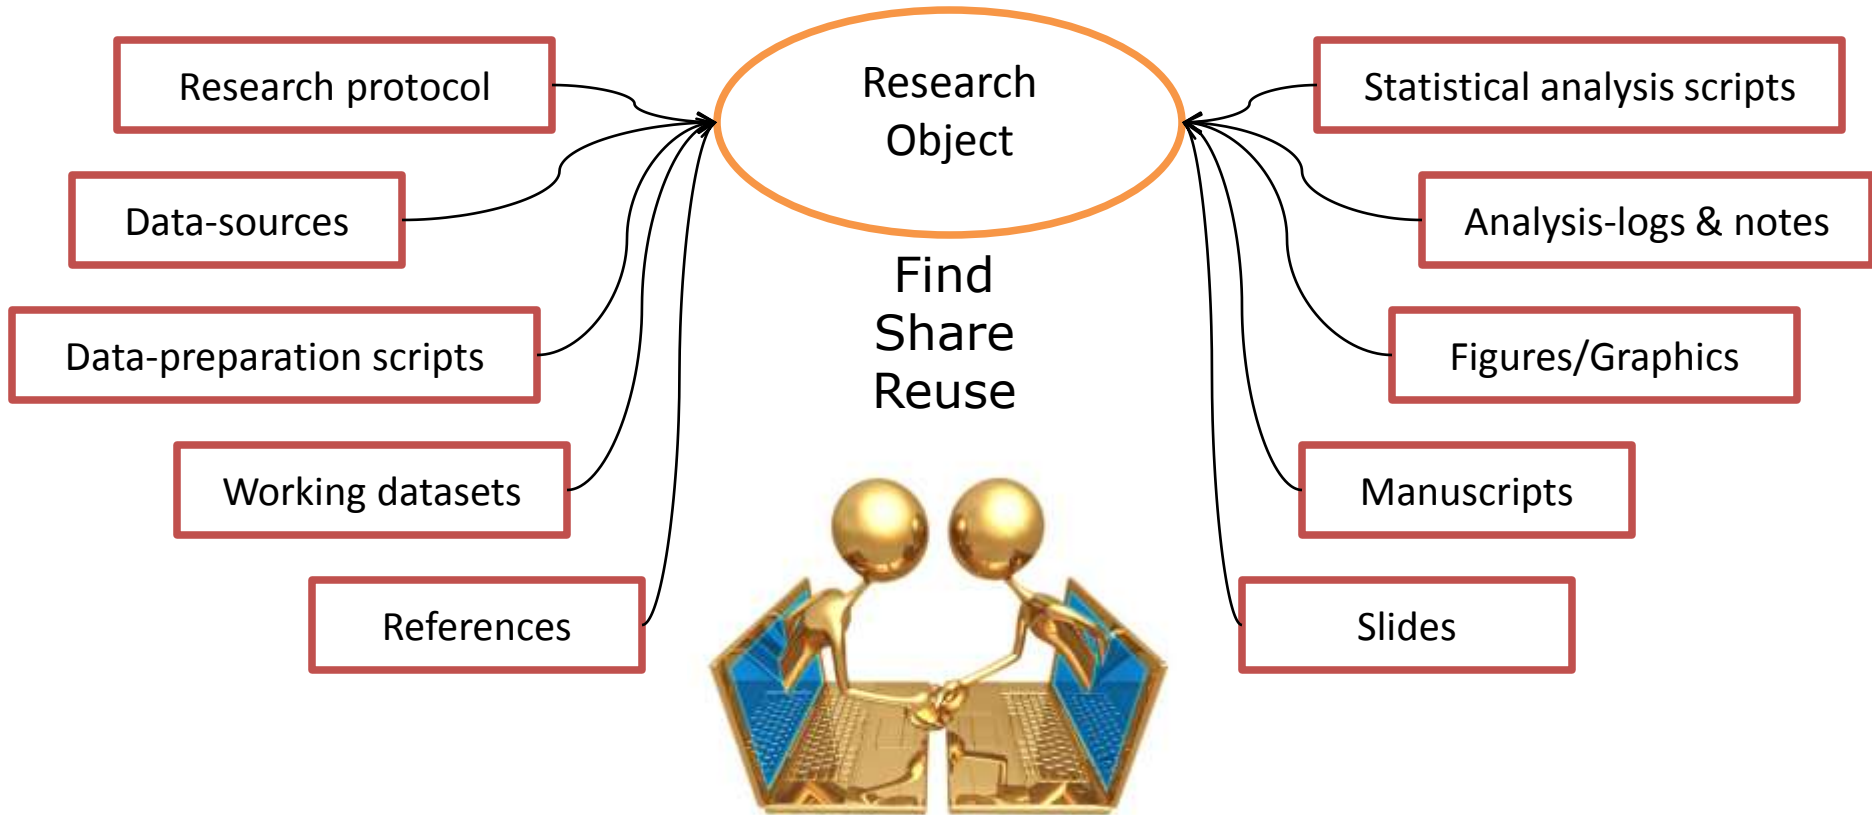 Research protocol
Data-sources
Data-preparation scripts
Working datasets
References
Research
Object
Find
Share
Reuse
Statistical analysis scripts
Analysis-logs & notes
Figures/Graphics
Manuscripts
Slides